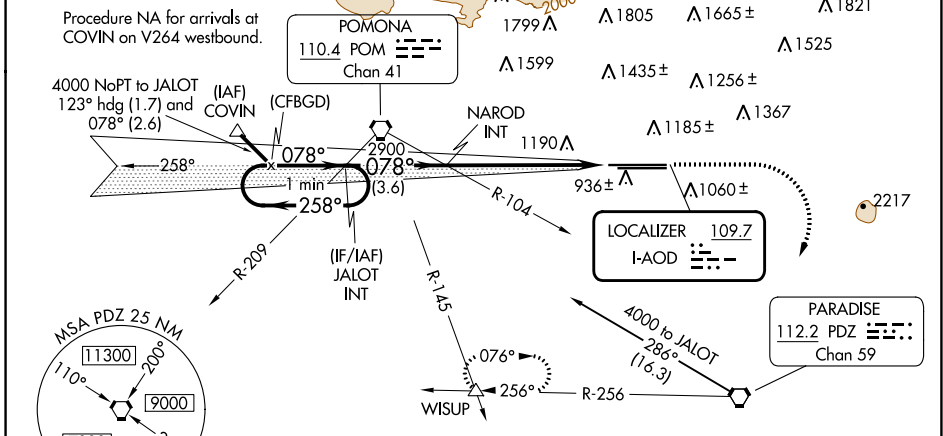 Procedure NA for arrivals at
COVIN on V264 westbound.
2000
1799
1805
1665±
1821
POMONA
110.4 POM
Chan 41
1525
1599
1435±
1256±
4000 NoPT to JALOT
123° hdg (1.7) and
078° (2.6)
(IAF)
COVIN
(CFBGD)
NAROD
INT
1367
1185±
1190
2900
258°
078°
078°
(3.6)
1 min
258°
936±
1060±
2217
R-104
LOCALIZER 109.7
I-AOD
R-209
(IF/IAF)
JALOT
INT
R-145
4000 to JALOT
286°
(16.3)
PARADISE
112.2 PDZ
Chan 59
MSA PDZ 25 NM
11300
110°
200°
9000
076°
256°
R-256
WISUP